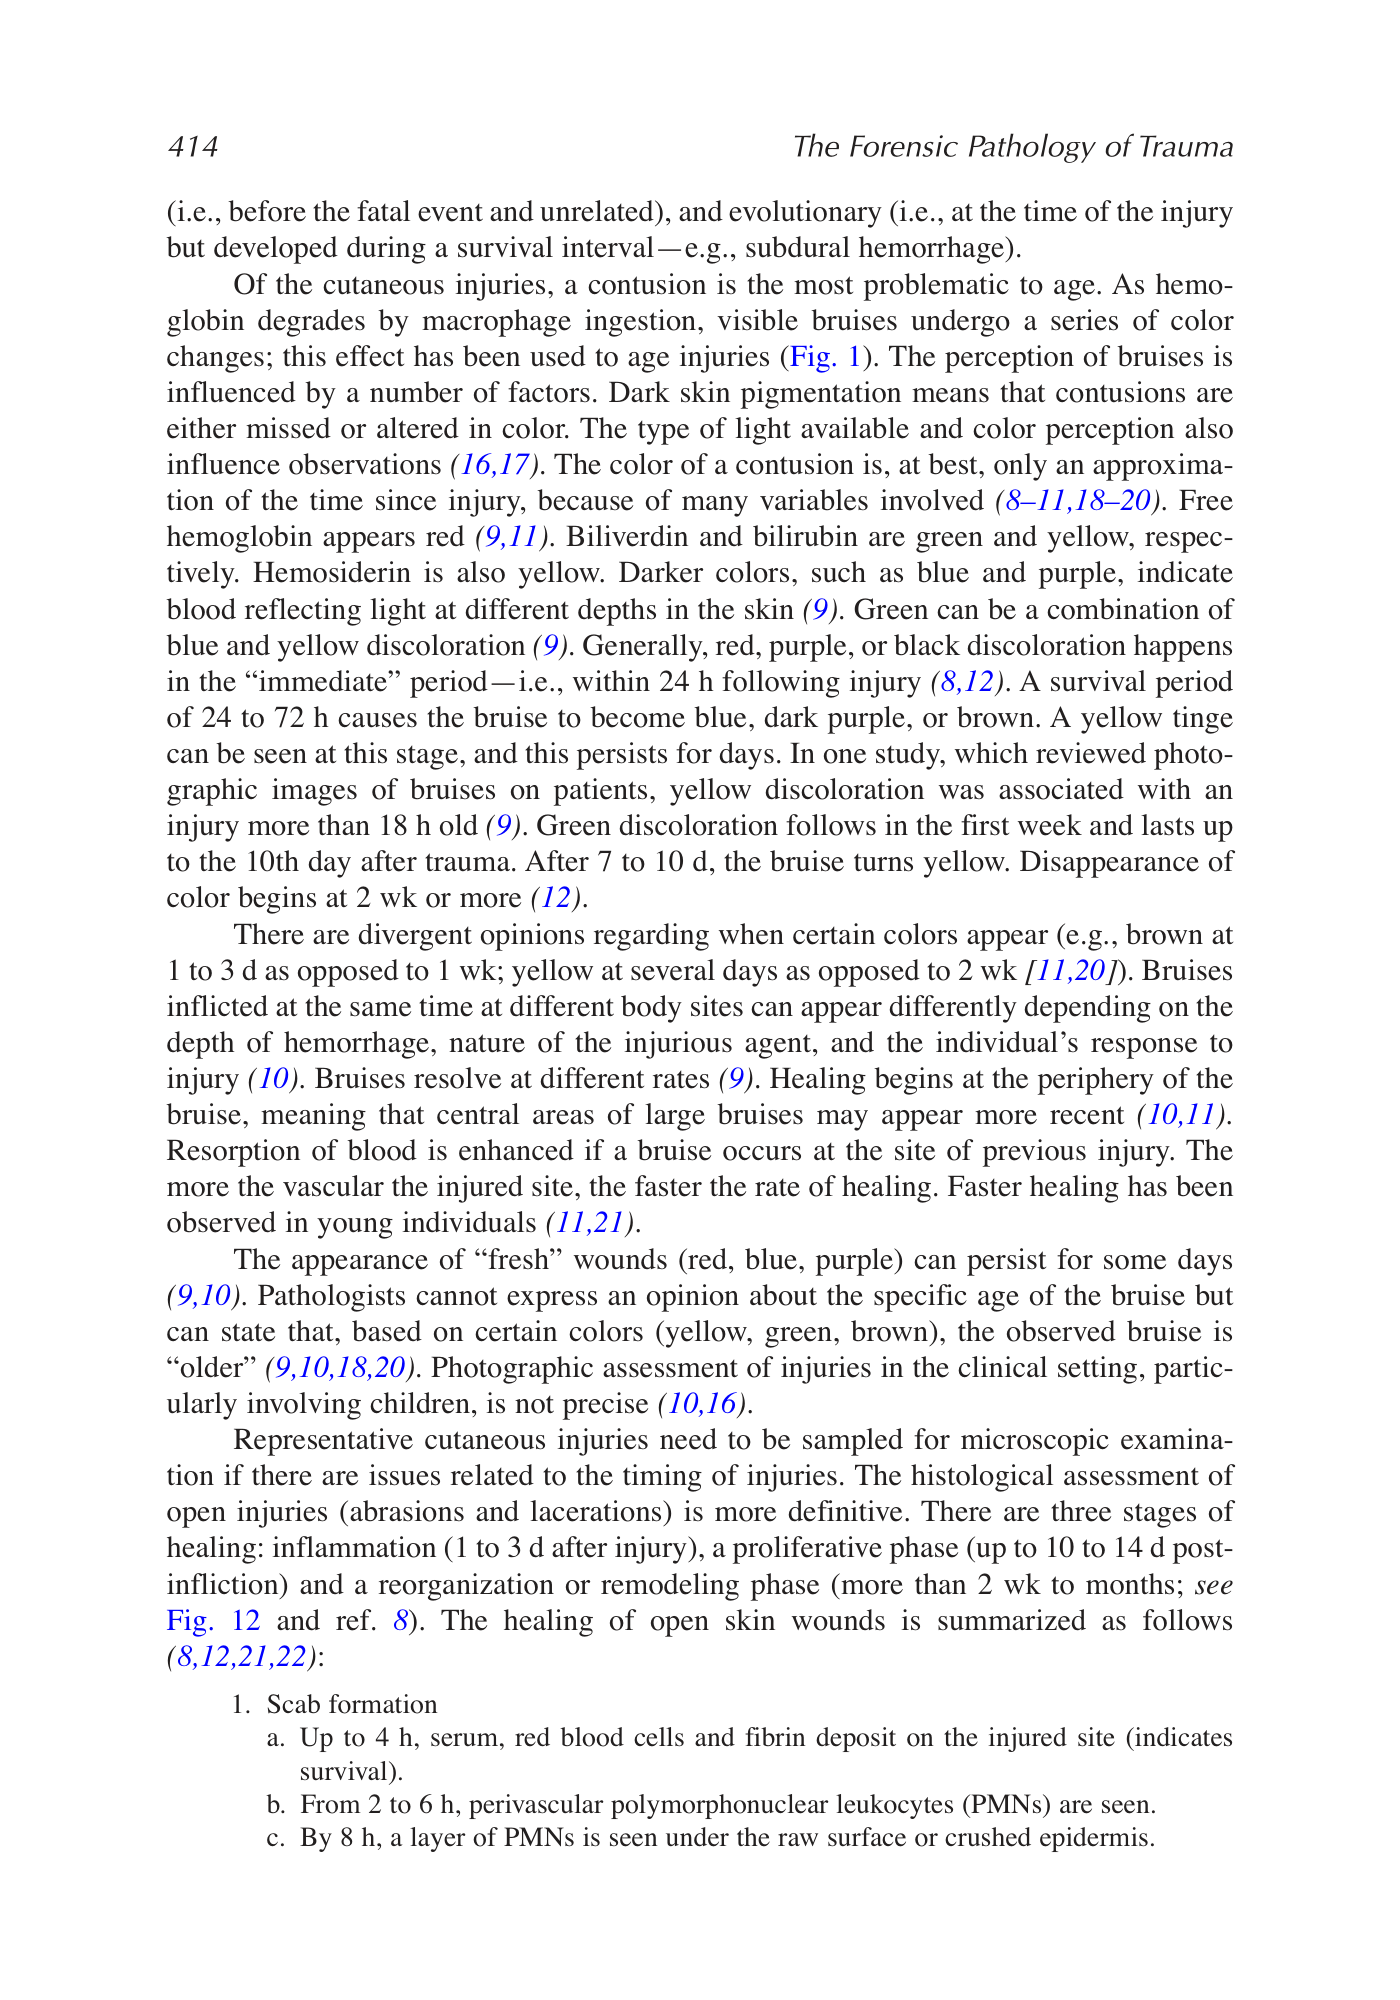 414 The Forensic Pathology of Trauma
(i.e., before the fatal event and unrelated), and evolutionary (i.e., at the time of the injury
but developed during a survival interval—e.g., subdural hemorrhage).
Of the cutaneous injuries, a contusion is the most problematic to age. As hemo-
globin degrades by macrophage ingestion, visible bruises undergo a series of color
changes; this effect has been used to age injuries (Fig. 1). The perception of bruises is
influenced by a number of factors. Dark skin pigmentation means that contusions are
either missed or altered in color. The type of light available and color perception also
influence observations (16,17). The color of a contusion is, at best, only an approxima-
tion of the time since injury, because of many variables involved (8–11,18–20). Free
hemoglobin appears red (9,11). Biliverdin and bilirubin are green and yellow, respec-
tively. Hemosiderin is also yellow. Darker colors, such as blue and purple, indicate
blood reflecting light at different depths in the skin (9). Green can be a combination of
blue and yellow discoloration (9). Generally, red, purple, or black discoloration happens
in the “immediate” period—i.e., within 24 h following injury (8,12). A survival period
of 24 to 72 h causes the bruise to become blue, dark purple, or brown. A yellow tinge
can be seen at this stage, and this persists for days. In one study, which reviewed photo-
graphic images of bruises on patients, yellow discoloration was associated with an
injury more than 18 h old (9). Green discoloration follows in the first week and lasts up
to the 10th day after trauma. After 7 to 10 d, the bruise turns yellow. Disappearance of
color begins at 2 wk or more (12).
There are divergent opinions regarding when certain colors appear (e.g., brown at
1 to 3 d as opposed to 1 wk; yellow at several days as opposed to 2 wk [11,20]). Bruises
inflicted at the same time at different body sites can appear differently depending on the
depth of hemorrhage, nature of the injurious agent, and the individual’s response to
injury (10). Bruises resolve at different rates (9). Healing begins at the periphery of the
bruise, meaning that central areas of large bruises may appear more recent (10,11).
Resorption of blood is enhanced if a bruise occurs at the site of previous injury. The
more the vascular the injured site, the faster the rate of healing. Faster healing has been
observed in young individuals (11,21).
The appearance of “fresh” wounds (red, blue, purple) can persist for some days
(9,10). Pathologists cannot express an opinion about the specific age of the bruise but
can state that, based on certain colors (yellow, green, brown), the observed bruise is
“older” (9,10,18,20). Photographic assessment of injuries in the clinical setting, partic-
ularly involving children, is not precise (10,16).
Representative cutaneous injuries need to be sampled for microscopic examina-
tion if there are issues related to the timing of injuries. The histological assessment of
open injuries (abrasions and lacerations) is more definitive. There are three stages of
healing: inflammation (1 to 3 d after injury), a proliferative phase (up to 10 to 14 d post-
infliction) and a reorganization or remodeling phase (more than 2 wk to months; see
Fig. 12 and ref. 8). The healing of open skin wounds is summarized as follows
(8,12,21,22):
1. Scab formation
a. Up to 4 h, serum, red blood cells and fibrin deposit on the injured site (indicates
survival).
b. From 2 to 6 h, perivascular polymorphonuclear leukocytes (PMNs) are seen.
c. By 8 h, a layer of PMNs is seen under the raw surface or crushed epidermis.